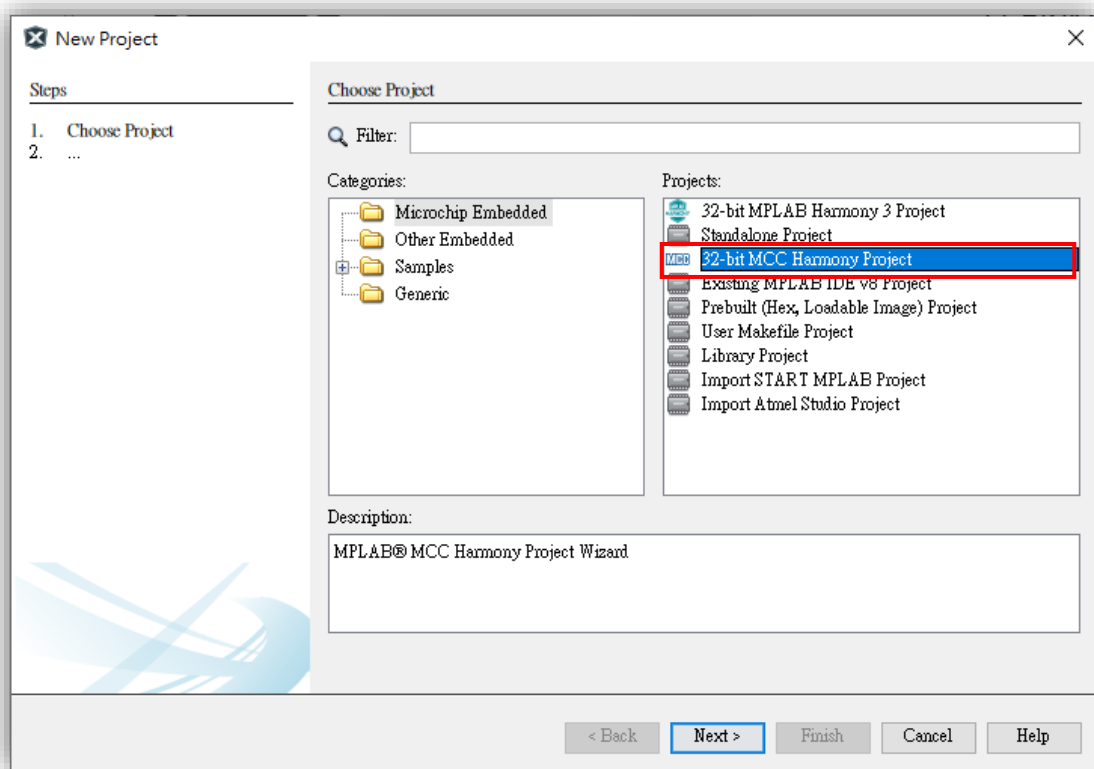 New Project
Steps
1. Choose Project
2. ...
Choose Project
Filter:
Categories:
Microchip Embedded
Other Embedded
Samples
Generic
Projects:
32-bit MPLAB Harmony 3 Project
Standalone Project
MCC 32-bit MCC Harmony Project
Existing MPLAB IDE v8 Project
Prebuilt (Hex, Loadable Image) Project
User Makefile Project
Library Project
Import START MPLAB Project
Import Atmel Studio Project
Description:
MPLAB® MCC Harmony Project Wizard
< Back Next > Finish Cancel Help